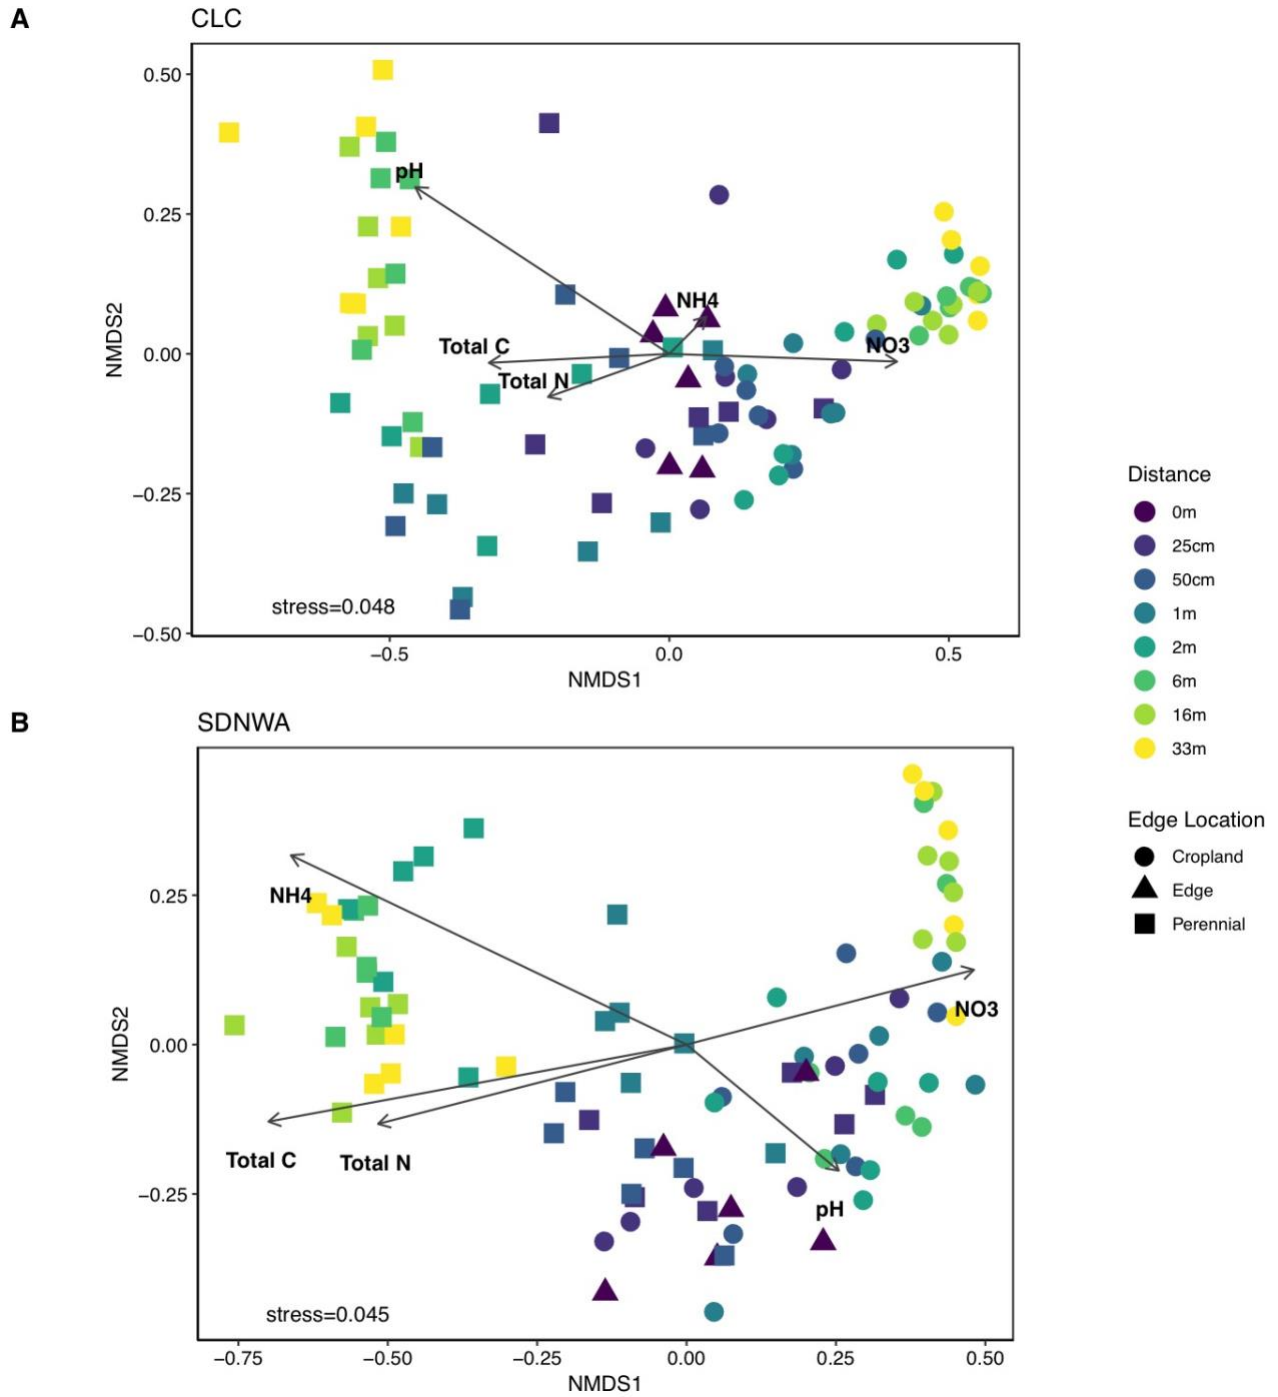 A
CLC
0.50
0.25
0.00
−0.25
−0.50
NMDS2
pH
NH4
Total C
NO3
Total N
stress=0.048
−0.5
0.0
0.5
NMDS1
B
SDNWA
0.25
0.00
−0.25
NMDS2
NH4
NO3
Total C
Total N
pH
stress=0.045
−0.75
−0.50
−0.25
0.00
0.25
0.50
NMDS1
Distance
0m
25cm
50cm
1m
2m
6m
16m
33m
Edge Location
Cropland
Edge
Perennial